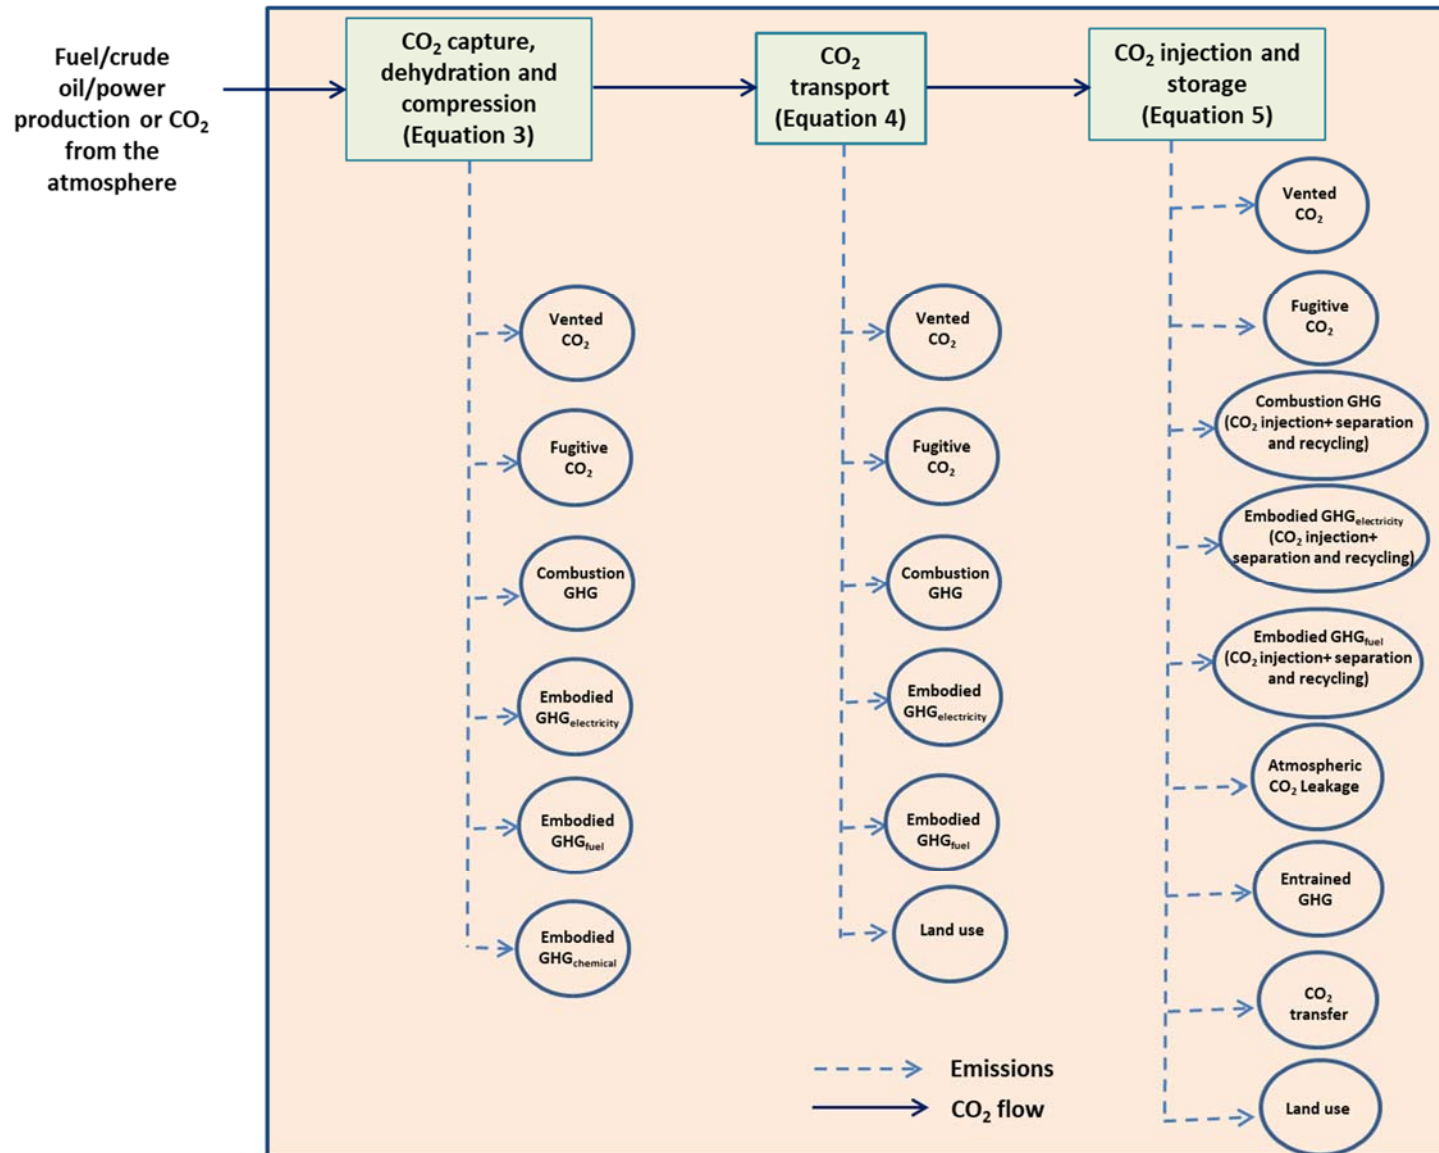 Fuel/crude
oil/power
production or CO₂
from the
atmosphere
CO₂ capture,
dehydration and
compression
(Equation 3)
CO₂
transport
(Equation 4)
CO₂ injection and
storage
(Equation 5)
Vented
CO₂
Fugitive
CO₂
Combustion
GHG
Embodied
GHGelectricity
Embodied
GHGfuel
Embodied
GHGchemical
Vented
CO₂
Fugitive
CO₂
Combustion
GHG
Embodied
GHGelectricity
Embodied
GHGfuel
Land use
Vented
CO₂
Fugitive
CO₂
Combustion GHG
(CO₂ injection+ separation
and recycling)
Embodied GHGelectricity
(CO₂ injection+
separation and recycling)
Embodied GHGfuel
(CO₂ injection+ separation
and recycling)
Atmospheric
CO₂ Leakage
Entrained
GHG
CO₂
transfer
Land use
Emissions
CO₂ flow